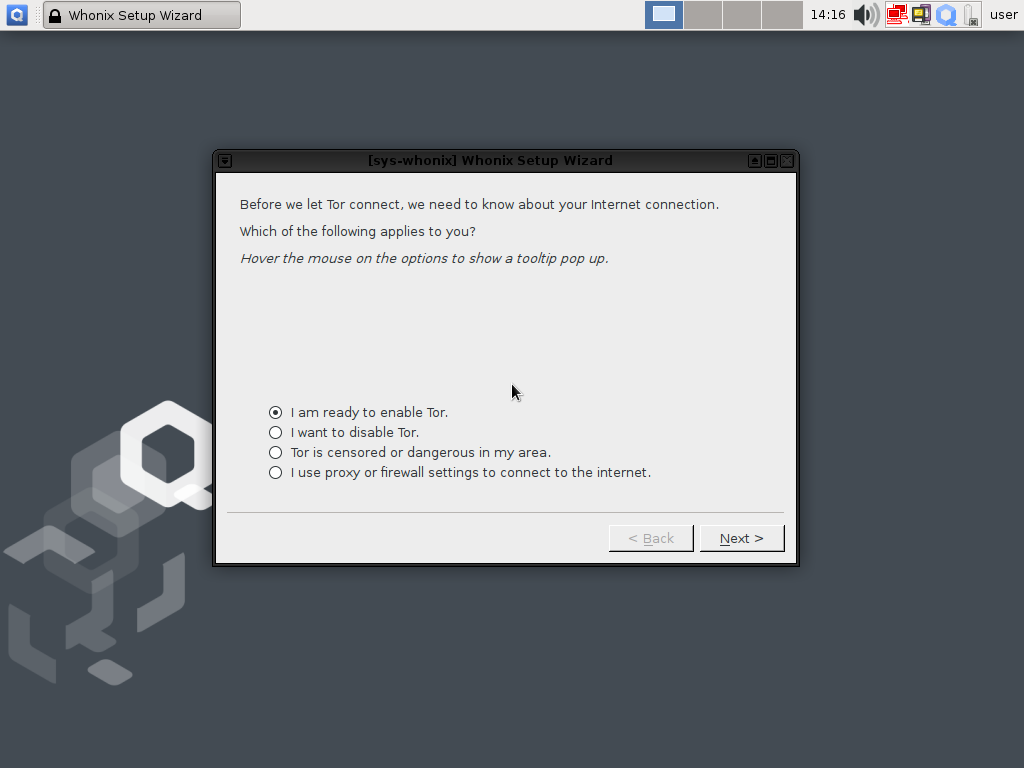 Whonix Setup Wizard
14:16
user
[sys-whonix] Whonix Setup Wizard
Before we let Tor connect, we need to know about your Internet connection.
Which of the following applies to you?
Hover the mouse on the options to show a tooltip pop up.
I am ready to enable Tor.
I want to disable Tor.
Tor is censored or dangerous in my area.
I use proxy or firewall settings to connect to the internet.
< Back
Next >